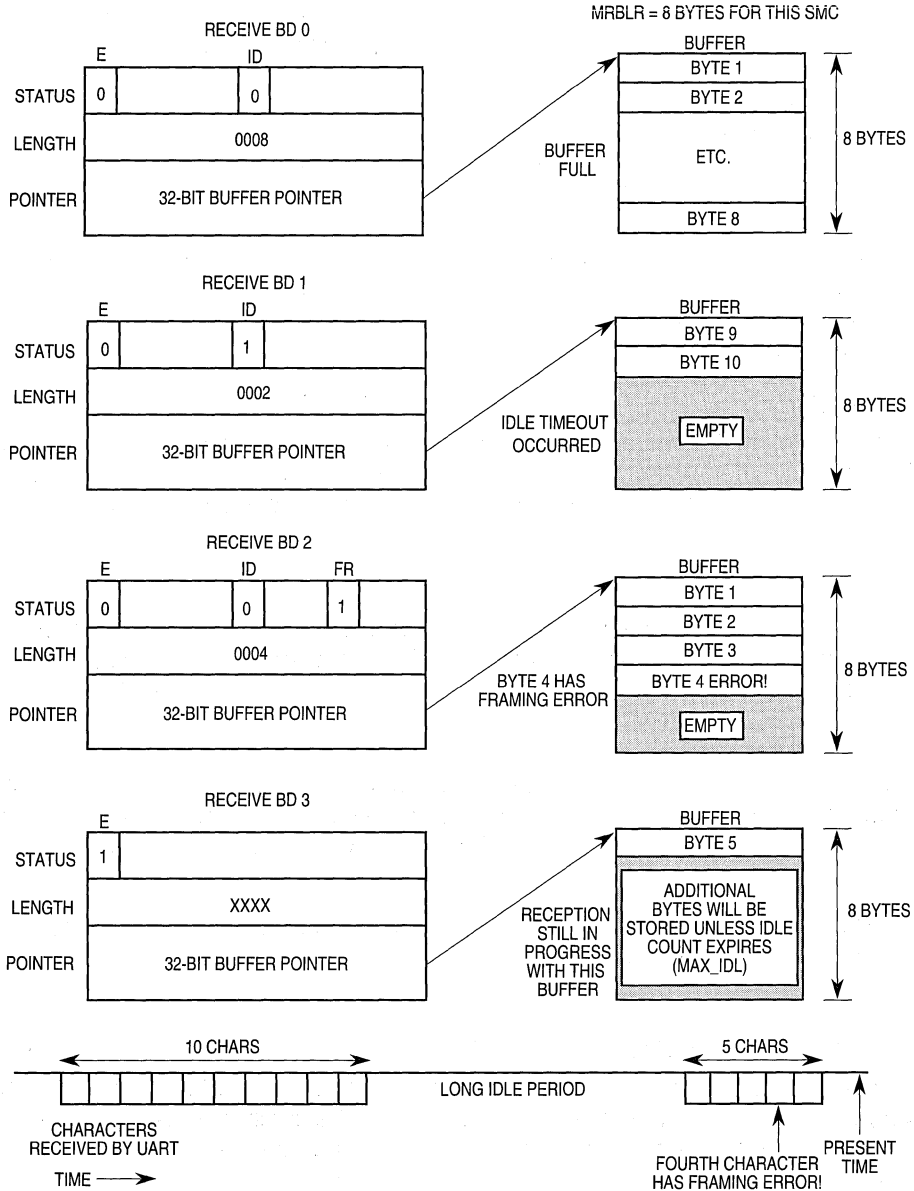 MRBLR = 8 BYTES FOR THIS SMC
RECEIVE BD 0
E ID
STATUS 0 0
LENGTH 0008
POINTER 32-BIT BUFFER POINTER
BUFFER
BYTE 1
BYTE 2
ETC.
BYTE 8
BUFFER
FULL
8 BYTES
RECEIVE BD 1
E ID
STATUS 0 1
LENGTH 0002
POINTER 32-BIT BUFFER POINTER
BUFFER
BYTE 9
BYTE 10
EMPTY
IDLE TIMEOUT
OCCURRED
8 BYTES
RECEIVE BD 2
E ID FR
STATUS 0 0 1
LENGTH 0004
POINTER 32-BIT BUFFER POINTER
BUFFER
BYTE 1
BYTE 2
BYTE 3
BYTE 4 ERROR!
EMPTY
BYTE 4 HAS
FRAMING ERROR
8 BYTES
RECEIVE BD 3
E
STATUS 1
LENGTH XXXX
POINTER 32-BIT BUFFER POINTER
BUFFER
BYTE 5
ADDITIONAL
BYTES WILL BE
STORED UNLESS IDLE
COUNT EXPIRES
(MAX_IDL)
RECEPTION
STILL IN
PROGRESS
WITH THIS
BUFFER
8 BYTES
10 CHARS
5 CHARS
LONG IDLE PERIOD
CHARACTERS
RECEIVED BY UART
TIME
FOURTH CHARACTER
HAS FRAMING ERROR!
PRESENT
TIME